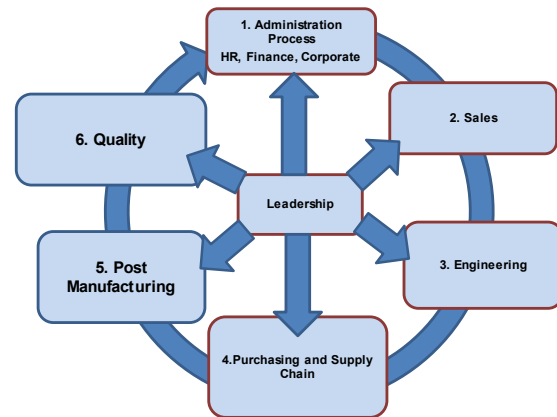 1. Administration
Process
HR, Finance, Corporate
2. Sales
6. Quality
Leadership
3. Engineering
5. Post
Manufacturing
4.Purchasing and Supply
Chain